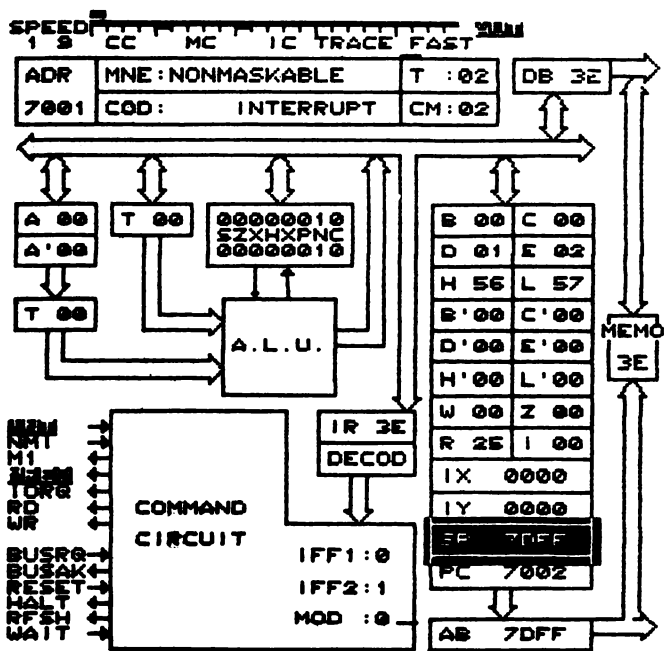 SPEED
1 9 CC MC IC TRACE FAST
ADR MNE:NONMASKABLE T :02 DB 3E
7001 COD: INTERRUPT CM:02
A 00 T 00 00000010 B 00 C 00
A'00 SZXHXPNC D 01 E 02
00000010
H 56 L 57
T 00 B'00 C'00 MEMO
A.L.U. D'00 E'00 3E
H'00 L'00
IR 3E W 00 Z 00
NMI
M1 DECOD R 25 I 00
IX 0000
IORQ
RD COMMAND IY 0000
WR
CIRCUIT SP 7DFF
BUSRQ IFF1:0 PC 7002
BUSAK
RESET IFF2:1
HALT
RFSH MOD :0
WAIT AB 7DFF